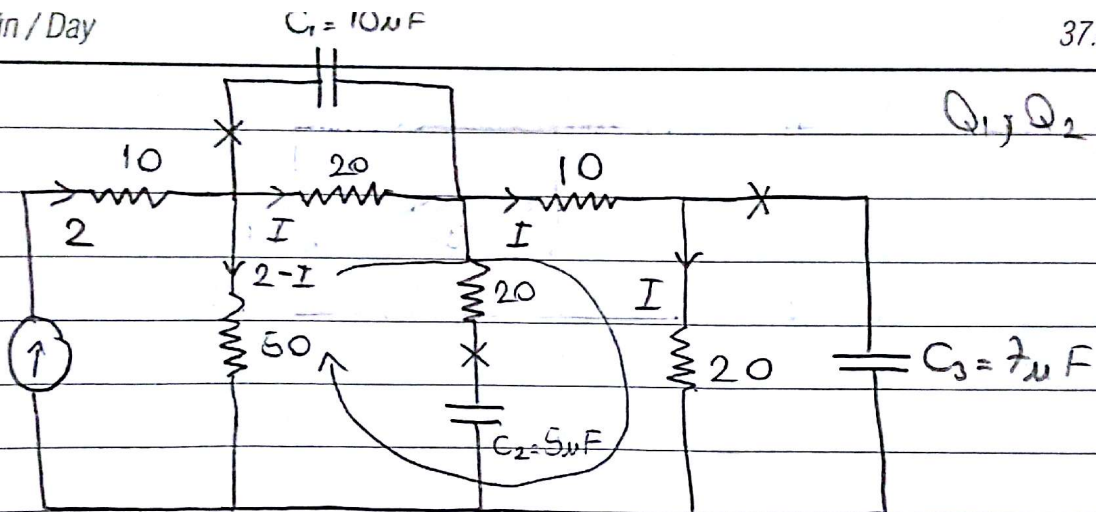 in / Day
37.
C₁ = 10μF
Q₁, Q₂
10
20
10
2
I
I
2-I
20
I
50
20
C₃ = 7μF
C₂ = 5μF